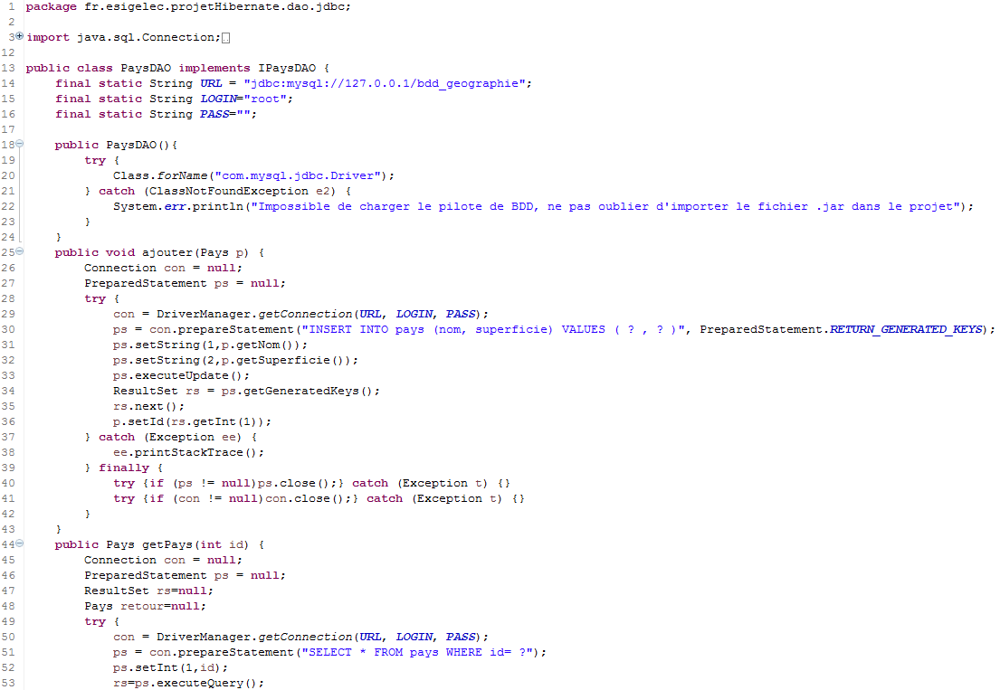 1 package fr.esigelec.projetHibernate.dao.jdbc;
2
3 import java.sql.Connection;
12
13 public class PaysDAO implements IPaysDAO {
14     final static String URL = "jdbc:mysql://127.0.0.1/bdd_geographie";
15     final static String LOGIN="root";
16     final static String PASS="";
17
18     public PaysDAO(){
19         try {
20             Class.forName("com.mysql.jdbc.Driver");
21         } catch (ClassNotFoundException e2) {
22             System.err.println("Impossible de charger le pilote de BDD, ne pas oublier d'importer le fichier .jar dans le projet");
23         }
24     }
25     public void ajouter(Pays p) {
26         Connection con = null;
27         PreparedStatement ps = null;
28         try {
29             con = DriverManager.getConnection(URL, LOGIN, PASS);
30             ps = con.prepareStatement("INSERT INTO pays (nom, superficie) VALUES ( ? , ? )", PreparedStatement.RETURN_GENERATED_KEYS);
31             ps.setString(1,p.getNom());
32             ps.setString(2,p.getSuperficie());
33             ps.executeUpdate();
34             ResultSet rs = ps.getGeneratedKeys();
35             rs.next();
36             p.setId(rs.getInt(1));
37         } catch (Exception ee) {
38             ee.printStackTrace();
39         } finally {
40             try {if (ps != null)ps.close();} catch (Exception t) {}
41             try {if (con != null)con.close();} catch (Exception t) {}
42         }
43     }
44     public Pays getPays(int id) {
45         Connection con = null;
46         PreparedStatement ps = null;
47         ResultSet rs=null;
48         Pays retour=null;
49         try {
50             con = DriverManager.getConnection(URL, LOGIN, PASS);
51             ps = con.prepareStatement("SELECT * FROM pays WHERE id= ?");
52             ps.setInt(1,id);
53             rs=ps.executeQuery();